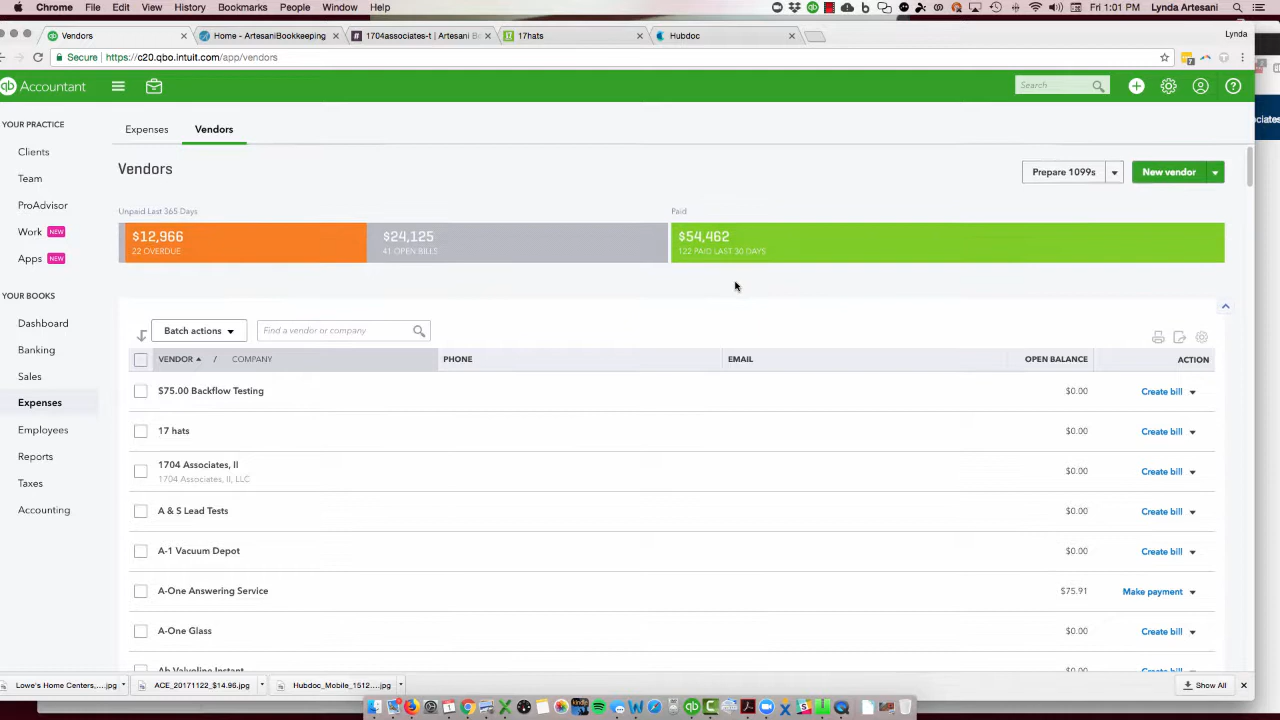 Chrome File Edit View History Bookmarks People Window Help Fri 1:01 PM Lynda Artesani
Vendors Home - ArtesaniBookkeeping 1704associates-t | Artesani B 17hats Hubdoc Lynda
Secure https://c20.qbo.intuit.com/app/vendors
qb Accountant Search
ciates
YOUR PRACTICE
Clients
Team
ProAdvisor
Work NEW
Apps NEW
YOUR BOOKS
Dashboard
Banking
Sales
Expenses
Employees
Reports
Taxes
Accounting
Expenses Vendors
Vendors Prepare 1099s New vendor
Unpaid Last 365 Days Paid
$12,966 $24,125 $54,462
22 OVERDUE 41 OPEN BILLS 122 PAID LAST 30 DAYS
Batch actions Find a vendor or company
VENDOR / COMPANY PHONE EMAIL OPEN BALANCE ACTION
$75.00 Backflow Testing $0.00 Create bill
17 hats $0.00 Create bill
1704 Associates, II $0.00 Create bill
1704 Associates, II, LLC
A & S Lead Tests $0.00 Create bill
A-1 Vacuum Depot $0.00 Create bill
A-One Answering Service $75.91 Make payment
A-One Glass $0.00 Create bill
Ab Valvoline Instant $0.00 Create bill
Lowe's Home Centers,....jpg ACE_20171122_$14.96.jpg Hubdoc_Mobile_1512....jpg Show All